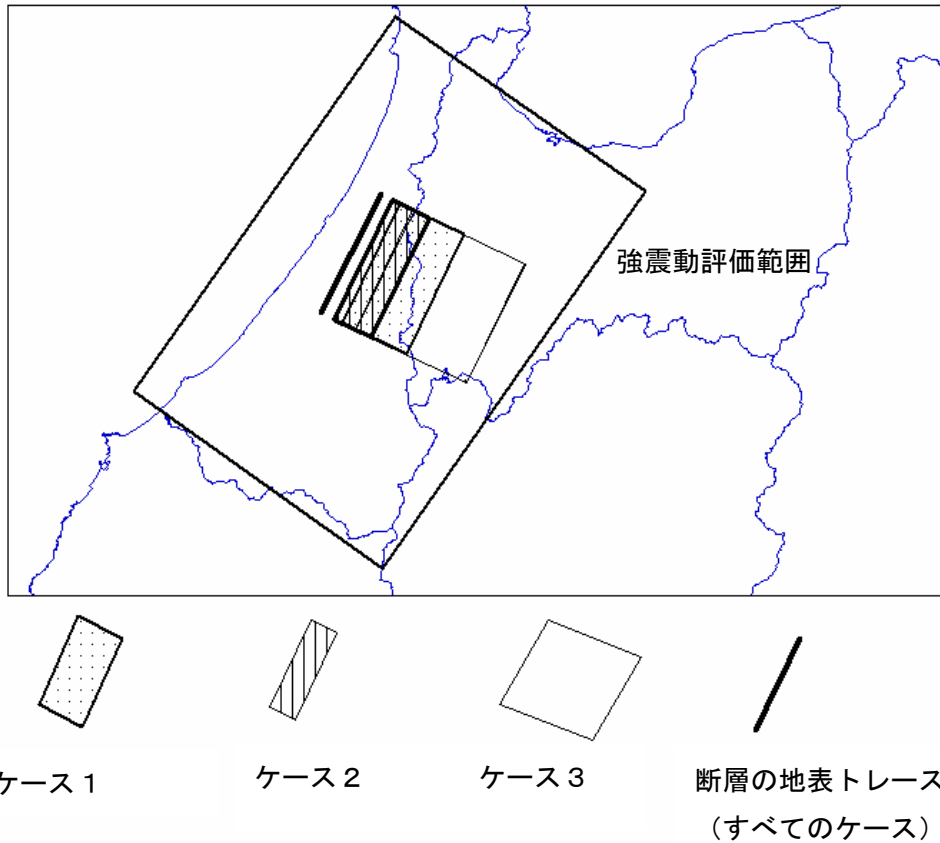 強震動評価範囲
ケース１
ケース２
ケース３
断層の地表トレース
（すべてのケース）